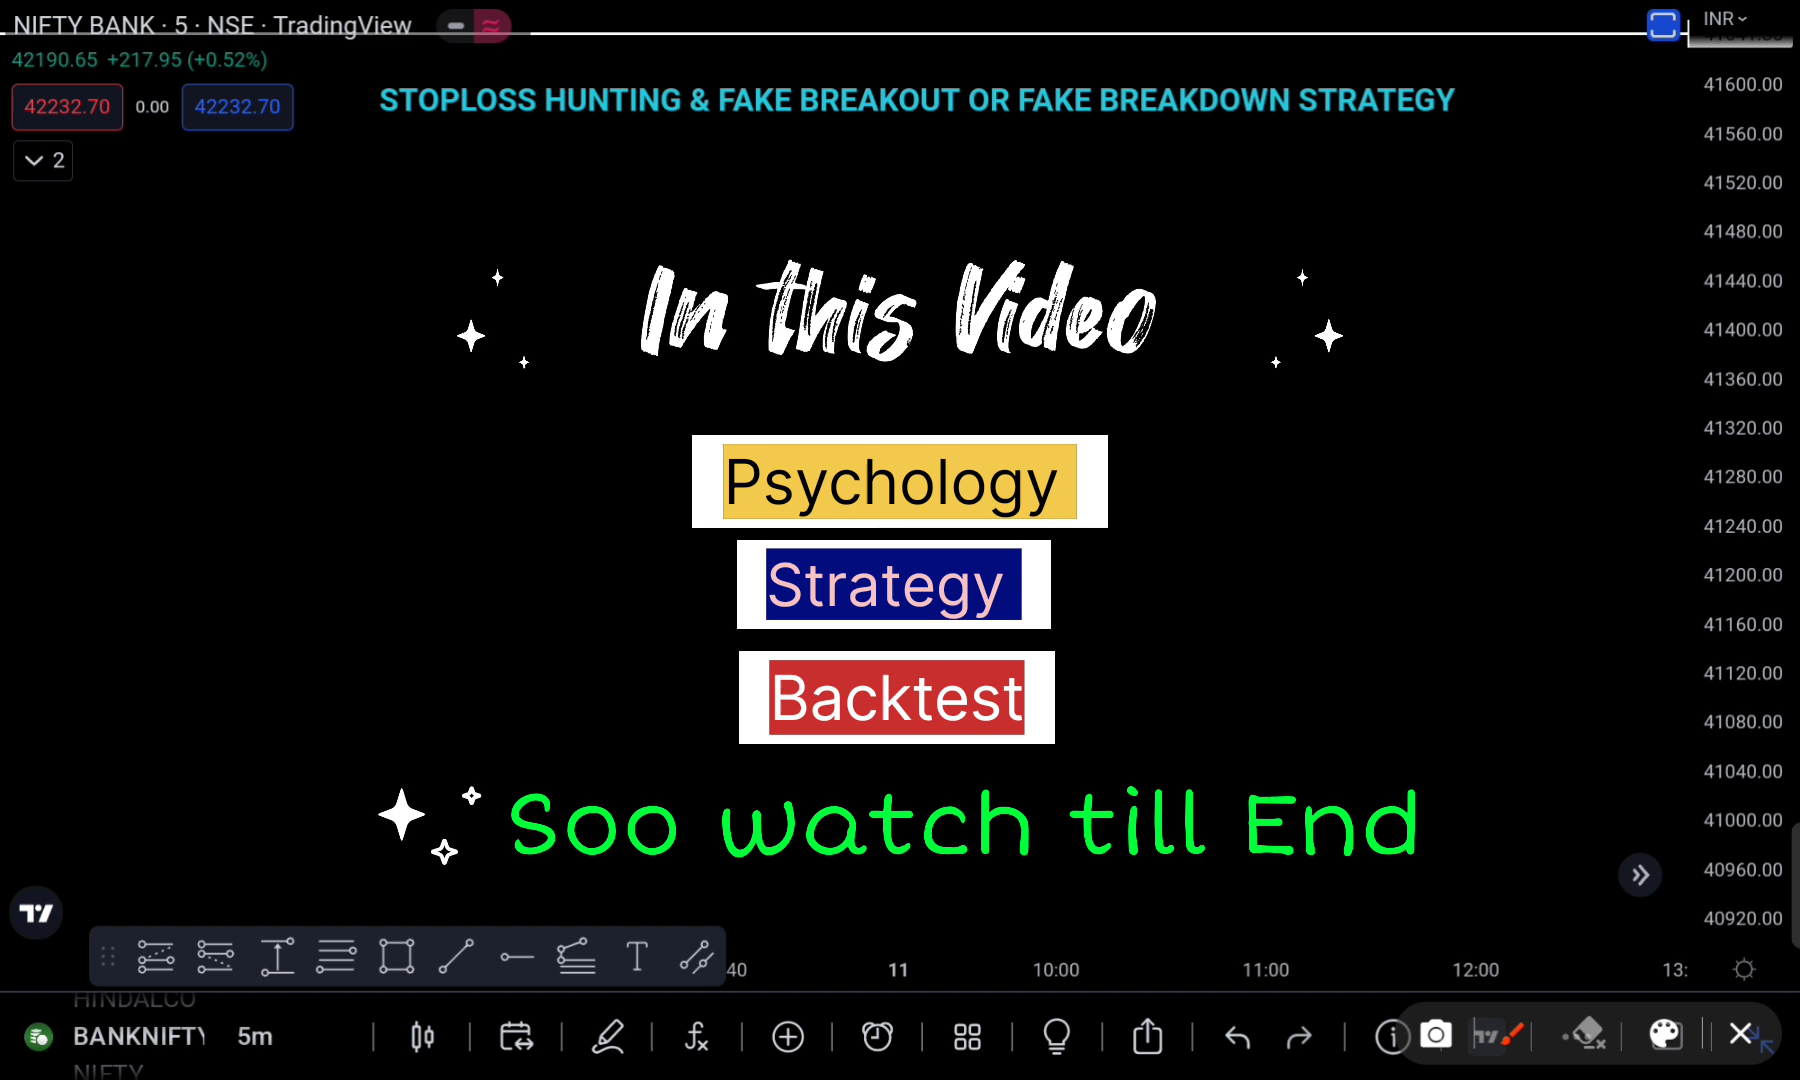 NIFTY BANK · 5 · NSE · TradingView
INR
42190.65 +217.95 (+0.52%)
42232.70 0.00 42232.70
2
STOPLOSS HUNTING & FAKE BREAKOUT OR FAKE BREAKDOWN STRATEGY
In this Video
Psychology
Strategy
Backtest
Soo watch till End
41600.00
41560.00
41520.00
41480.00
41440.00
41400.00
41360.00
41320.00
41280.00
41240.00
41200.00
41160.00
41120.00
41080.00
41040.00
41000.00
40960.00
40920.00
T
40 11 10:00 11:00 12:00 13:
HINDALCO
BANKNIFTY 5m
NIFTY